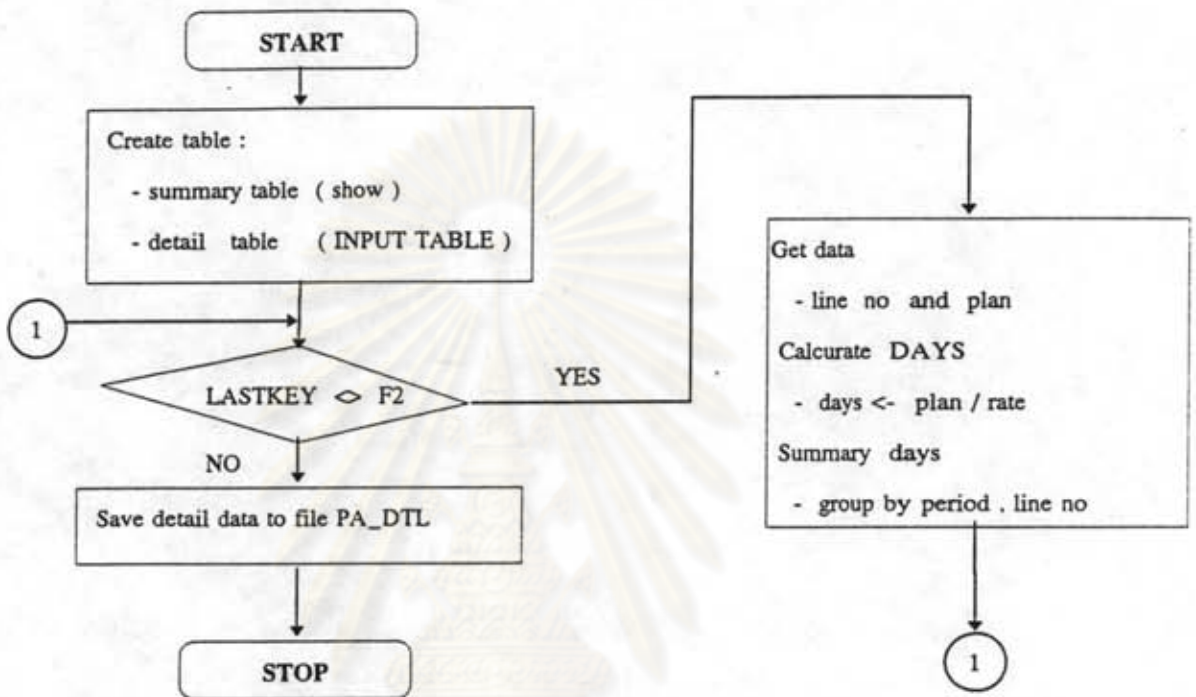 START
Create table :
- summary table ( show )
- detail table ( INPUT TABLE )
1
LASTKEY <> F2
YES
NO
Save detail data to file PA_DTL
STOP
Get data
- line no and plan
Calcurate DAYS
- days <- plan / rate
Summary days
- group by period , line no
1